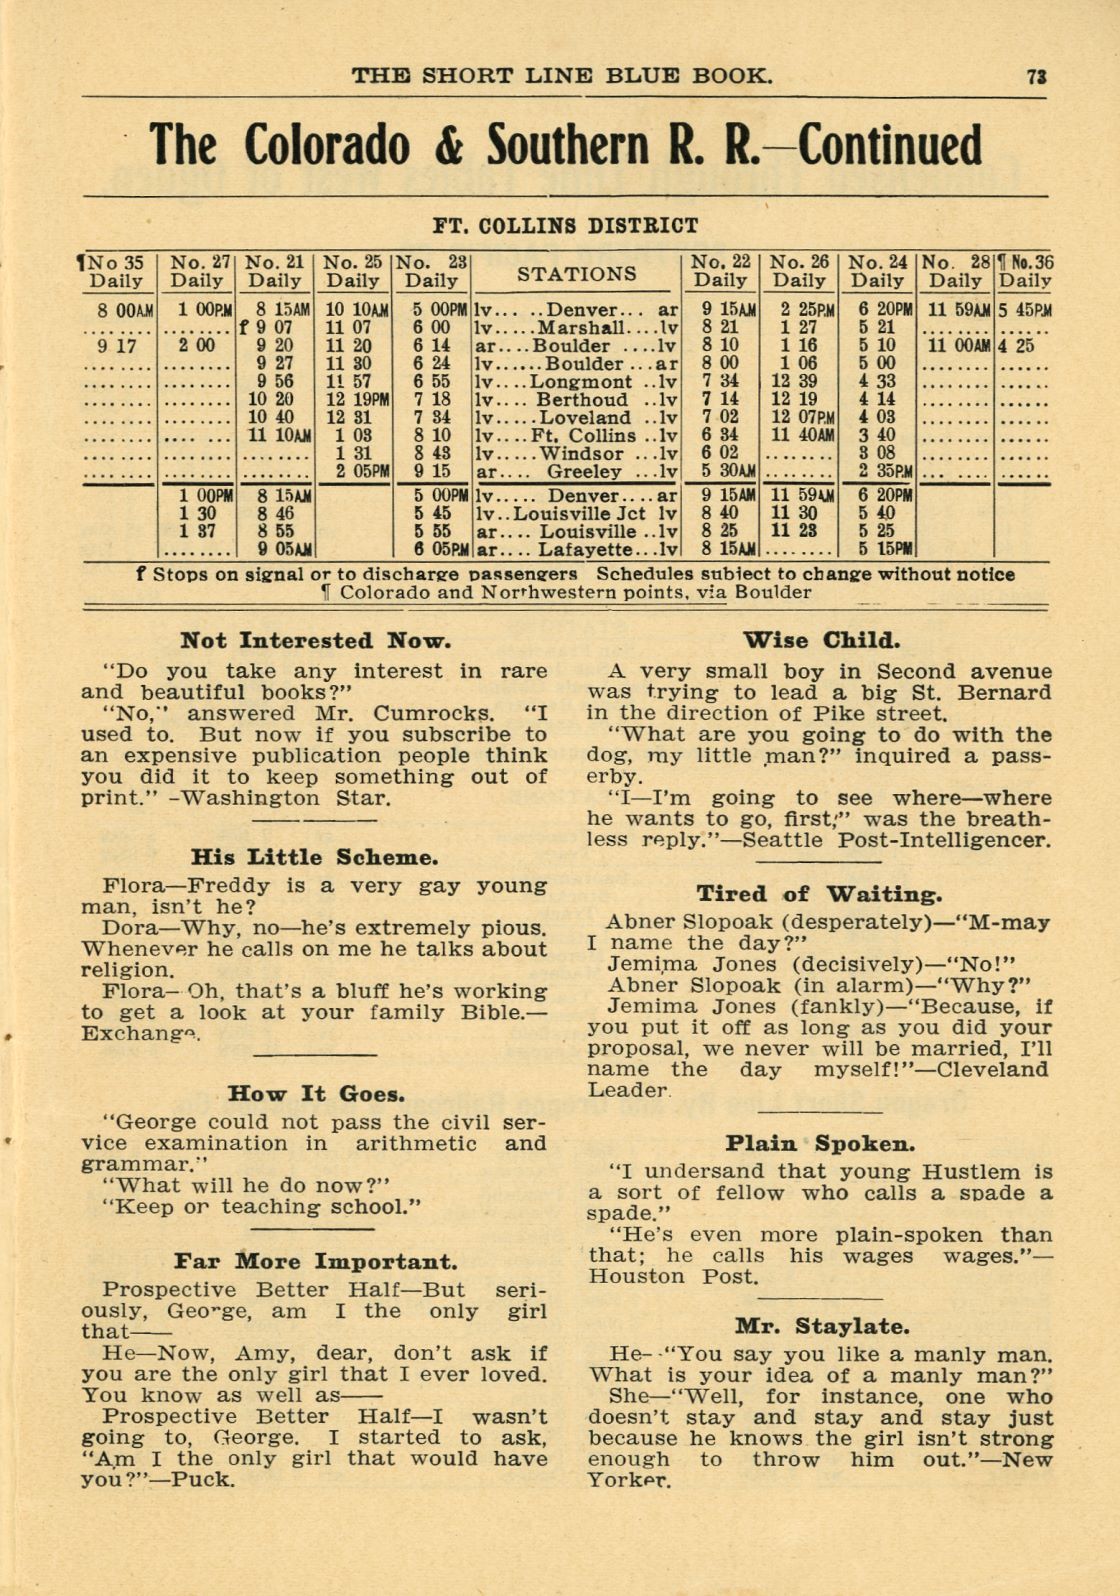 THE SHORT LINE BLUE BOOK. 73
The Colorado & Southern R. R.—Continued
FT. COLLINS DISTRICT
¶No 35 No. 27 No. 21 No. 25 No. 23 STATIONS No. 22 No. 26 No. 24 No. 28 ¶ No. 36
Daily Daily Daily Daily Daily Daily Daily Daily Daily Daily
8 00AM 1 00PM 8 15AM 10 10AM 5 00PM lv... ..Denver... ar 9 15AM 2 25PM 6 20PM 11 59AM 5 45PM
........ ........ f 9 07 11 07 6 00 lv.....Marshall....lv 8 21 1 27 5 21 ........ ......
9 17 2 00 9 20 11 20 6 14 ar....Boulder ....lv 8 10 1 16 5 10 11 00AM 4 25
........ ........ 9 27 11 30 6 24 lv......Boulder ...ar 8 00 1 06 5 00 ........ ......
........ ........ 9 56 11 57 6 55 lv....Longmont ..lv 7 34 12 39 4 33 ........ ......
........ ........ 10 20 12 19PM 7 18 lv.... Berthoud ..lv 7 14 12 19 4 14 ........ ......
........ ........ 10 40 12 31 7 34 lv.....Loveland ..lv 7 02 12 07P.M 4 03 ........ ......
........ .... ... 11 10AM 1 03 8 10 lv....Ft. Collins ..lv 6 34 11 40AM 3 40 ........ ......
........ ........ ........ 1 31 8 43 lv.....Windsor ...lv 6 02 ........ 3 08 ........ ......
........ ........ ........ 2 05PM 9 15 ar.... Greeley ...lv 5 30AM ........ 2 35P.M ... .... ......
1 00PM 8 15AM 5 00PM lv..... Denver....ar 9 15AM 11 59AM 6 20PM
1 30 8 46 5 45 lv..Louisville Jct lv 8 40 11 30 5 40
1 37 8 55 5 55 ar.... Louisville ..lv 8 25 11 23 5 25
........ 9 05AM 6 05P.M ar.... Lafayette...lv 8 15AM ........ 5 15PM
f Stops on signal or to discharge passengers Schedules subject to change without notice
¶ Colorado and Northwestern points, via Boulder
Not Interested Now.
"Do you take any interest in rare
and beautiful books?"
"No," answered Mr. Cumrocks. "I
used to. But now if you subscribe to
an expensive publication people think
you did it to keep something out of
print." -Washington Star.
His Little Scheme.
Flora—Freddy is a very gay young
man, isn't he?
Dora—Why, no—he's extremely pious.
Whenever he calls on me he talks about
religion.
Flora— Oh, that's a bluff he's working
to get a look at your family Bible.—
Exchange.
How It Goes.
"George could not pass the civil ser-
vice examination in arithmetic and
grammar."
"What will he do now?"
"Keep or teaching school."
Far More Important.
Prospective Better Half—But seri-
ously, George, am I the only girl
that——
He—Now, Amy, dear, don't ask if
you are the only girl that I ever loved.
You know as well as——
Prospective Better Half—I wasn't
going to, George. I started to ask,
"Am I the only girl that would have
you?"—Puck.
Wise Child.
A very small boy in Second avenue
was trying to lead a big St. Bernard
in the direction of Pike street.
"What are you going to do with the
dog, my little man?" inquired a pass-
erby.
"I—I'm going to see where—where
he wants to go, first;" was the breath-
less reply."—Seattle Post-Intelligencer.
Tired of Waiting.
Abner Slopoak (desperately)—"M-may
I name the day?"
Jemima Jones (decisively)—"No!"
Abner Slopoak (in alarm)—"Why?"
Jemima Jones (fankly)—"Because, if
you put it off as long as you did your
proposal, we never will be married, I'll
name the day myself!"—Cleveland
Leader.
Plain Spoken.
"I undersand that young Hustlem is
a sort of fellow who calls a spade a
spade."
"He's even more plain-spoken than
that; he calls his wages wages."—
Houston Post.
Mr. Staylate.
He- -"You say you like a manly man.
What is your idea of a manly man?"
She—"Well, for instance, one who
doesn't stay and stay and stay just
because he knows the girl isn't strong
enough to throw him out."—New
Yorker.